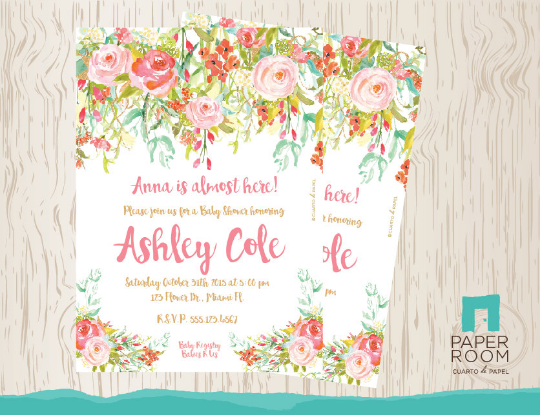 Anna is almost here!
Please join us for a Baby Shower honoring
Ashley Cole
Saturday October 31th 2015 at 5:00 pm
123 Flower Dr., Miami FL
R.S.V.P. 555.123.4567
Baby Registry
Babies R Us
here!
honoring
ole
pm
PAPER
ROOM
CUARTO de PAPEL